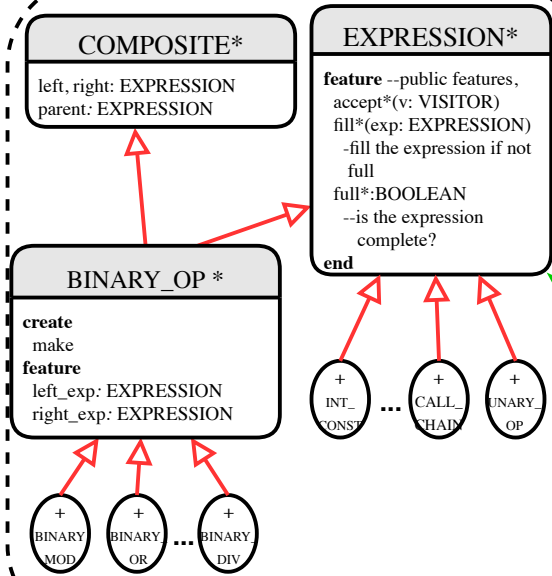 COMPOSITE*
left, right: EXPRESSION
parent: EXPRESSION
EXPRESSION*
feature --public features,
accept*(v: VISITOR)
fill*(exp: EXPRESSION)
-fill the expression if not
full
full*:BOOLEAN
--is the expression
complete?
end
BINARY_OP *
create
make
feature
left_exp: EXPRESSION
right_exp: EXPRESSION
+
INT_
CONST
...
+
CALL_
CHAIN
+
UNARY_
OP
+
BINARY_
MOD
+
BINARY_
OR
...
+
BINARY_
DIV